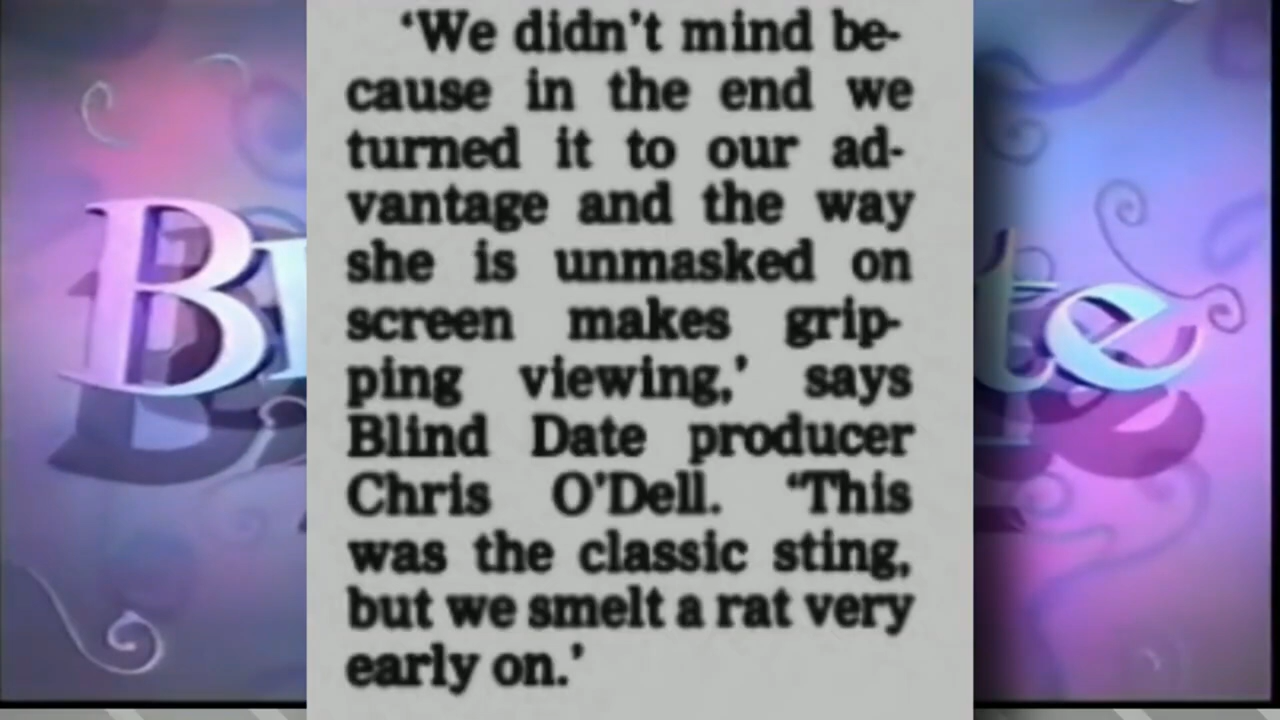 ‘We didn’t mind be-
cause in the end we
turned it to our ad-
vantage and the way
she is unmasked on
screen makes grip-
ping viewing,’ says
Blind Date producer
Chris O’Dell. ‘This
was the classic sting,
but we smelt a rat very
early on.’